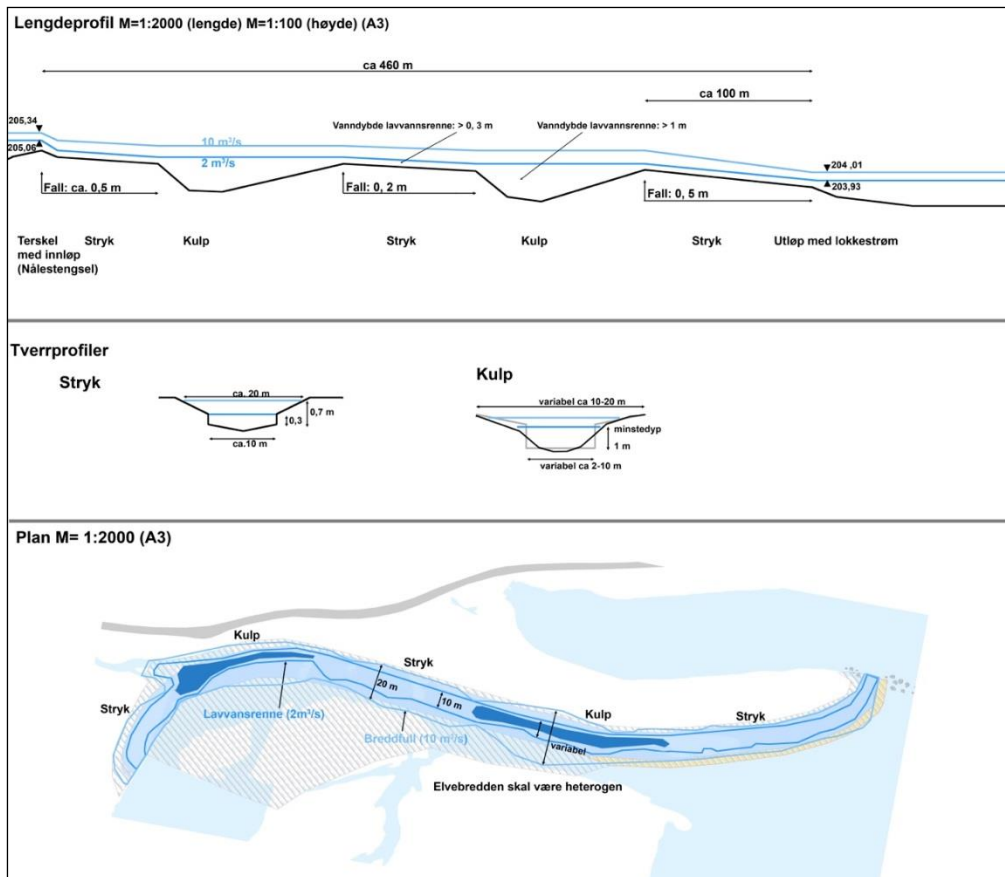 Lengdeprofil M=1:2000 (lengde) M=1:100 (høyde) (A3)
ca 460 m
ca 100 m
205,34
205,06
10 m³/s
2 m³/s
Vanndybde lavvannsrenne: > 0, 3 m
Vanndybde lavvannsrenne: > 1 m
204 ,01
203,93
Fall: ca. 0,5 m
Fall: 0, 2 m
Fall: 0, 5 m
Terskel
med innløp
(Nålestengsel)
Stryk
Kulp
Stryk
Kulp
Stryk
Utløp med lokkestrøm
Tverrprofiler
Stryk
ca. 20 m
0,3
0,7 m
ca.10 m
Kulp
variabel ca 10-20 m
minstedyp
1 m
variabel ca 2-10 m
Plan M= 1:2000 (A3)
Kulp
Stryk
20 m
10 m
Kulp
Stryk
Stryk
Lavvansrenne (2m³/s)
Breddfull (10 m³/s)
variabel
Elvebredden skal være heterogen